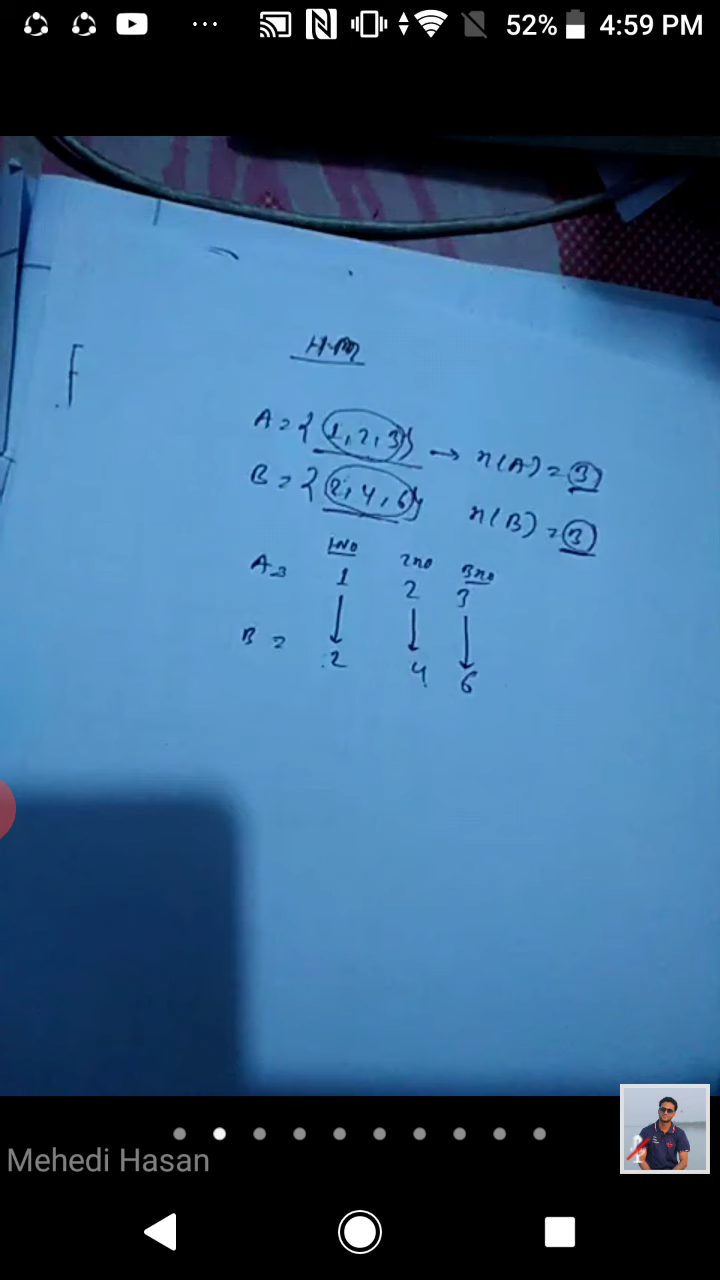 52% 4:59 PM
A = { 1, 2, 3 } → n(A) = 3
B = { 2, 4, 6 } n(B) = 3
1no 2no 3no
A = 1 2 3
↓ ↓ ↓
B = 2 4 6
Mehedi Hasan